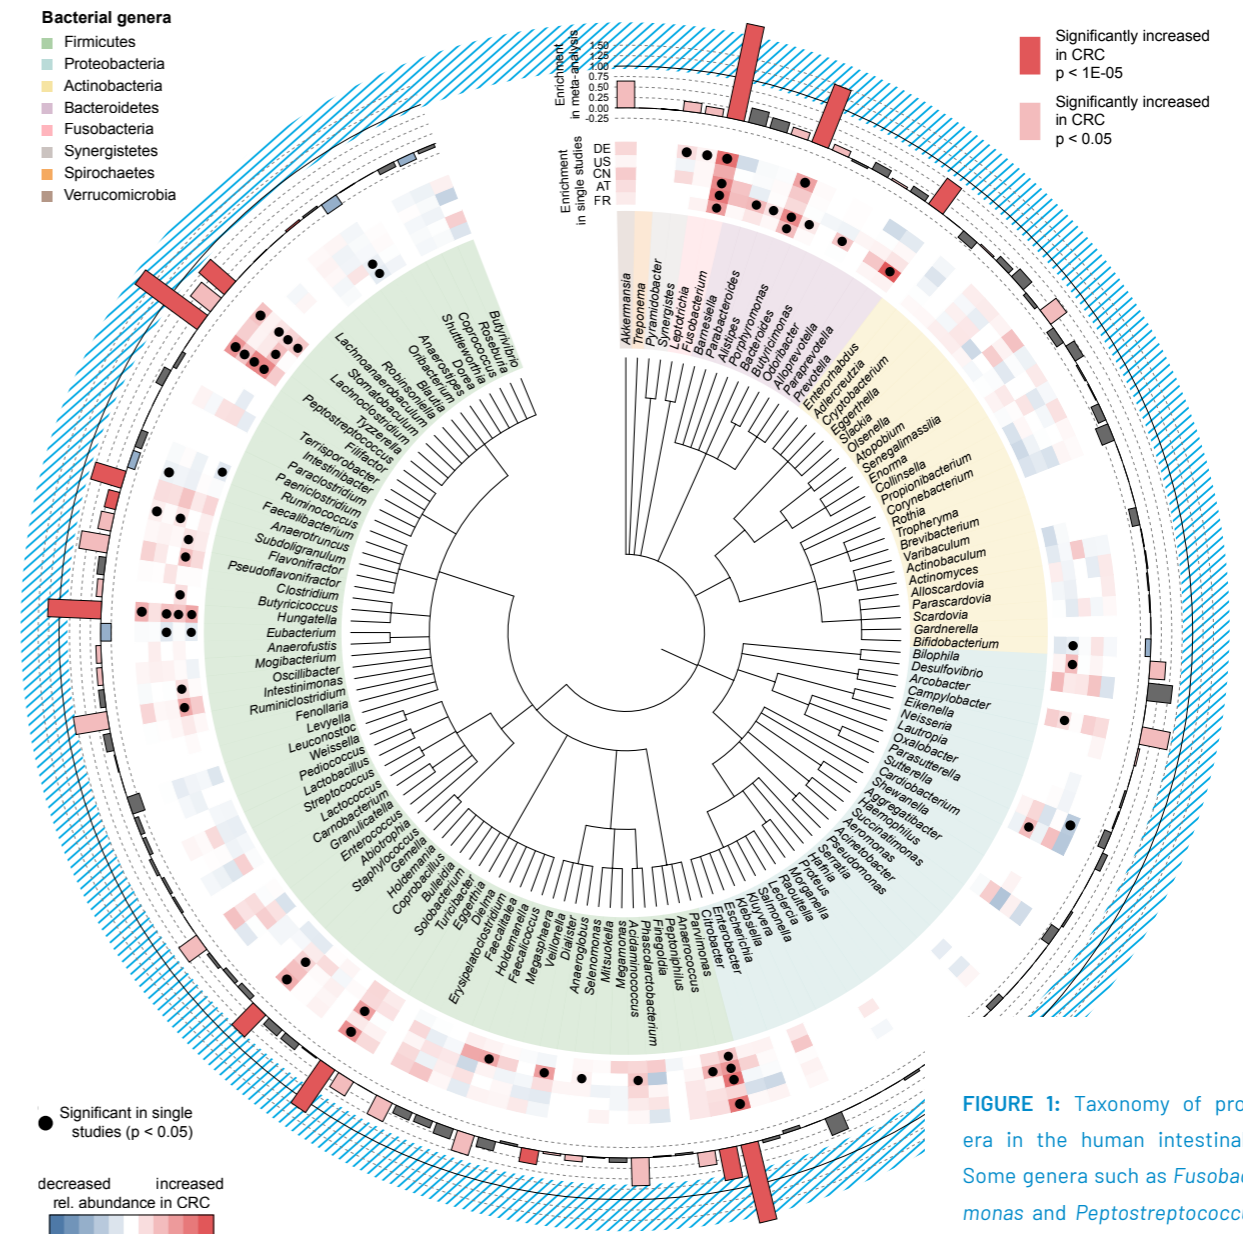 Bacterial genera
Firmicutes
Proteobacteria
Actinobacteria
Bacteroidetes
Fusobacteria
Synergistetes
Spirochaetes
Verrucomicrobia
Enrichment
in meta-analysis
1.50
1.25
1.00
0.75
0.50
0.25
0.00
-0.25
Enrichment
in single studies
DE
US
CN
AT
FR
Significantly increased
in CRC
p < 1E-05
Significantly increased
in CRC
p < 0.05
Akkermansia
Treponema
Pyramidobacter
Synergistes
Leptotrichia
Fusobacterium
Barnesiella
Parabacteroides
Alistipes
Porphyromonas
Bacteroides
Butyricimonas
Odoribacter
Alloprevotella
Paraprevotella
Prevotella
Enterorhabdus
Adlercreutzia
Cryptobacterium
Eggerthella
Slackia
Olsenella
Atopobium
Senegalimassilia
Enorma
Collinsella
Propionibacterium
Corynebacterium
Rothia
Tropheryma
Brevibacterium
Varibaculum
Actinobaculum
Actinomyces
Alloscardovia
Parascardovia
Scardovia
Gardnerella
Bifidobacterium
Bilophila
Desulfovibrio
Arcobacter
Campylobacter
Eikenella
Neisseria
Lautropia
Oxalobacter
Parasutterella
Sutterella
Cardiobacterium
Shewanella
Aggregatibacter
Haemophilus
Succinatimonas
Aeromonas
Acinetobacter
Pseudomonas
Serratia
Hafnia
Proteus
Morganella
Raoultella
Leclercia
Salmonella
Kluyvera
Klebsiella
Escherichia
Enterobacter
Citrobacter
Parvimonas
Anaerococcus
Peptoniphilus
Finegoldia
Phascolarctobacterium
Acidaminococcus
Megamonas
Mitsuokella
Selenomonas
Anaeroglobus
Dialister
Veillonella
Megasphaera
Faecalicoccus
Holdemanella
Faecalitalea
Erysipelatoclostridium
Dielma
Eggerthia
Turicibacter
Solobacterium
Bulleidia
Coprobacillus
Holdemania
Gemella
Staphylococcus
Abiotrophia
Enterococcus
Granulicatella
Carnobacterium
Lactococcus
Streptococcus
Lactobacillus
Pediococcus
Weissella
Leuconostoc
Levyella
Fenollaria
Ruminiclostridium
Intestinimonas
Oscillibacter
Mogibacterium
Anaerofustis
Eubacterium
Hungatella
Butyricicoccus
Clostridium
Pseudoflavonifractor
Flavonifractor
Subdoligranulum
Anaerofruncus
Faecalibacterium
Ruminococcus
Paeniclostridium
Paraclostridium
Intestinibacter
Terrisporobacter
Filifactor
Peptostreptococcus
Tyzzerella
Lachnoclostridium
Stomatobaculum
Lachnoanaerobaculum
Robinsoniella
Blautia
Oribacterium
Anaerostipes
Dorea
Shuttleworthia
Coprococcus
Roseburia
Butyrivibrio
Significant in single
studies (p < 0.05)
decreased increased
rel. abundance in CRC
FIGURE 1: Taxonomy of pro
era in the human intestina
Some genera such as Fusobac
monas and Peptostreptococcu